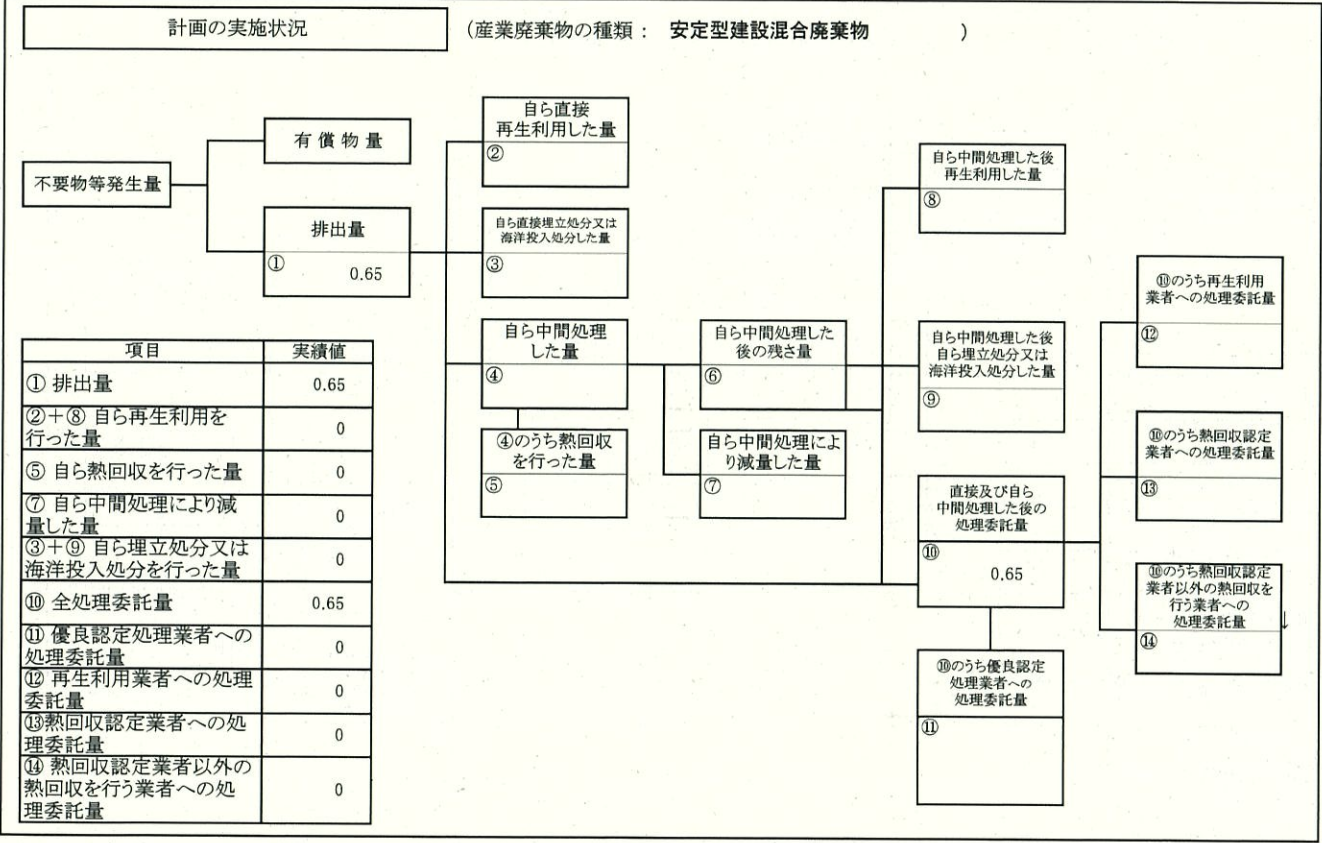 計画の実施状況
（産業廃棄物の種類： 安定型建設混合廃棄物 ）
不要物等発生量
有償物量
排出量
① 0.65
自ら直接
再生利用した量
②
自ら直接埋立処分又は
海洋投入処分した量
③
自ら中間処理
した量
④
④のうち熱回収
を行った量
⑤
自ら中間処理した
後の残さ量
⑥
自ら中間処理によ
り減量した量
⑦
自ら中間処理した後
再生利用した量
⑧
自ら中間処理した後
自ら埋立処分又は
海洋投入処分した量
⑨
直接及び自ら
中間処理した後の
処理委託量
⑩
0.65
⑩のうち優良認定
処理業者への
処理委託量
⑪
⑩のうち再生利用
業者への処理委託量
⑫
⑩のうち熱回収認定
業者への処理委託量
⑬
⑩のうち熱回収認定
業者以外の熱回収を
行う業者への
処理委託量
↓
⑭
項目 実績値
① 排出量 0.65
②＋⑧ 自ら再生利用を
行った量 0
⑤ 自ら熱回収を行った量 0
⑦ 自ら中間処理により減
量した量 0
③＋⑨ 自ら埋立処分又は
海洋投入処分を行った量 0
⑩ 全処理委託量 0.65
⑪ 優良認定処理業者への
処理委託量 0
⑫ 再生利用業者への処理
委託量 0
⑬熱回収認定業者への処
理委託量 0
⑭ 熱回収認定業者以外の
熱回収を行う業者への処
理委託量 0